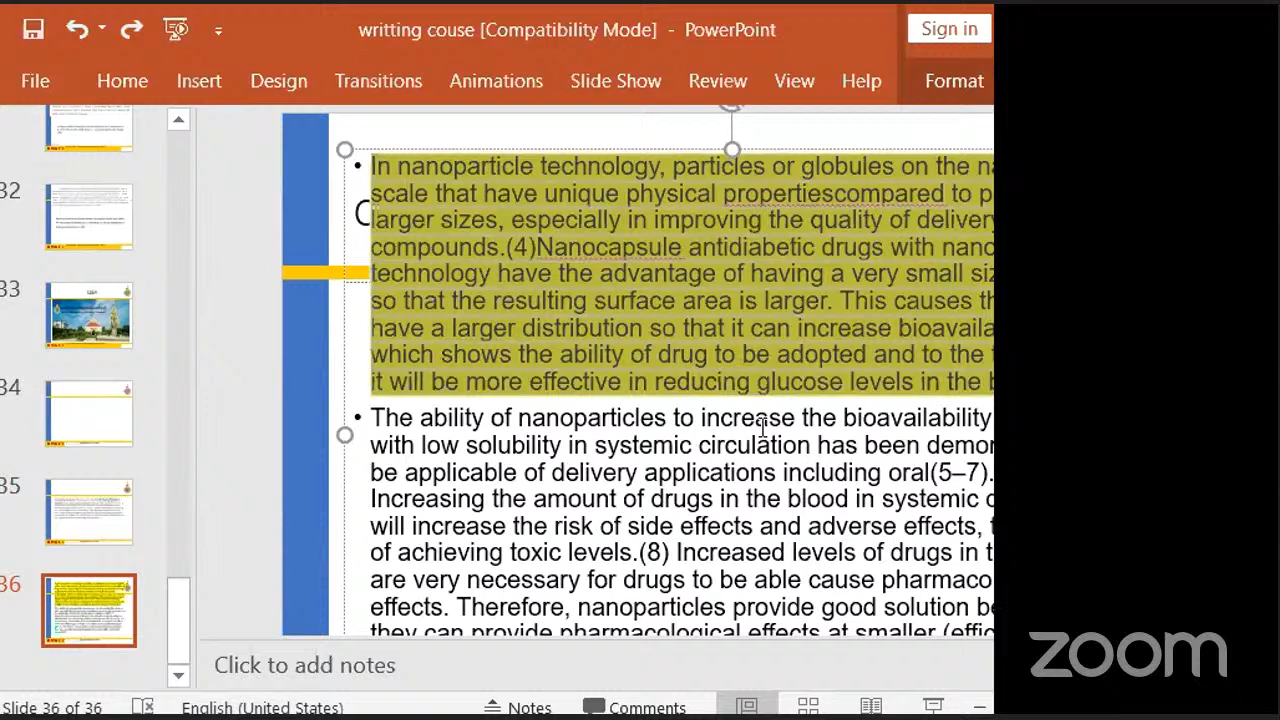 writting couse [Compatibility Mode] - PowerPoint
Sign in
File Home Insert Design Transitions Animations Slide Show Review View Help Format
32
33
34
35
36
• In nanoparticle technology, particles or globules on the
scale that have unique physical propertiescompared to
larger sizes, especially in improving the quality of delivery
compounds.(4)Nanocapsule antidiabetic drugs with
technology have the advantage of having a very small
so that the resulting surface area is larger. This causes
have a larger distribution so that it can increase
which shows the ability of drug to be adopted and to the
it will be more effective in reducing glucose levels in the
• The ability of nanoparticles to increase the bioavailability
with low solubility in systemic circulation has been
be applicable of delivery applications including oral(5–7).
Increasing the amount of drugs in the blood in systemic
will increase the risk of side effects and adverse effects,
of achieving toxic levels.(8) Increased levels of drugs in
are very necessary for drugs to be able cause
effects. Therefore, nanoparticles provide good solution
they can provide pharmacological effects at smaller
Click to add notes
Slide 36 of 36 English (United States) Notes Comments
zoom